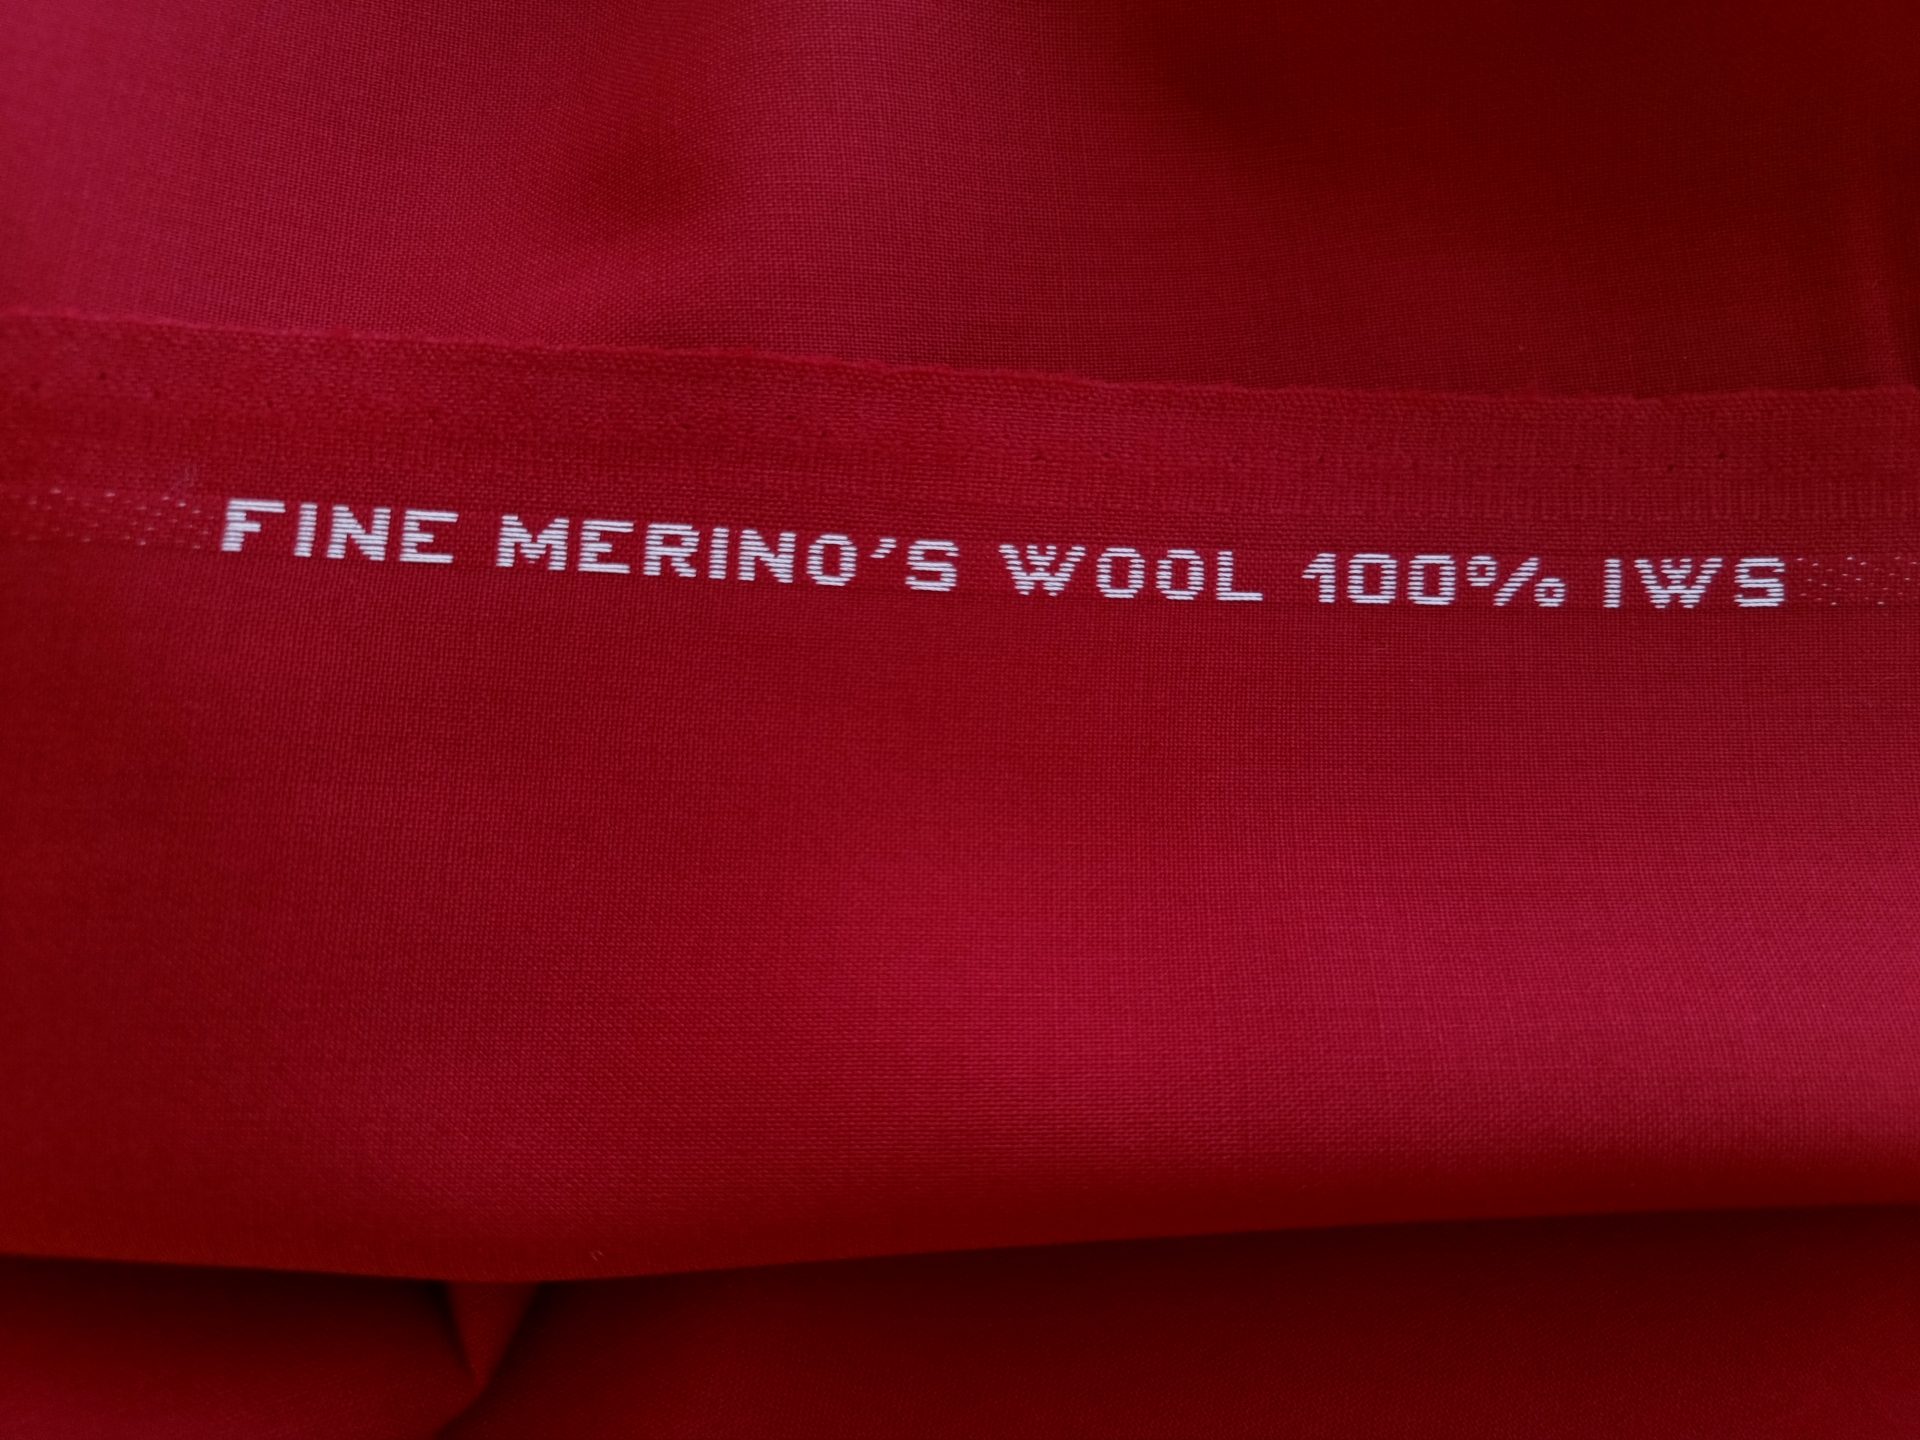 FINE MERINO'S WOOL 100% IWS